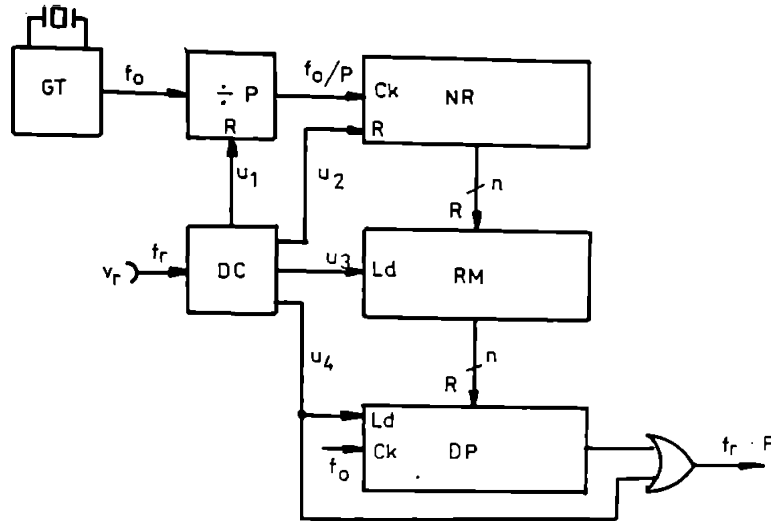 GT
f₀
÷ P
R
f₀/P
Ck
NR
R
u₁
u₂
n
R
vᵣ
fᵣ
DC
u₃
Ld
RM
u₄
n
R
Ld
Ck
DP
f₀
fᵣ · P